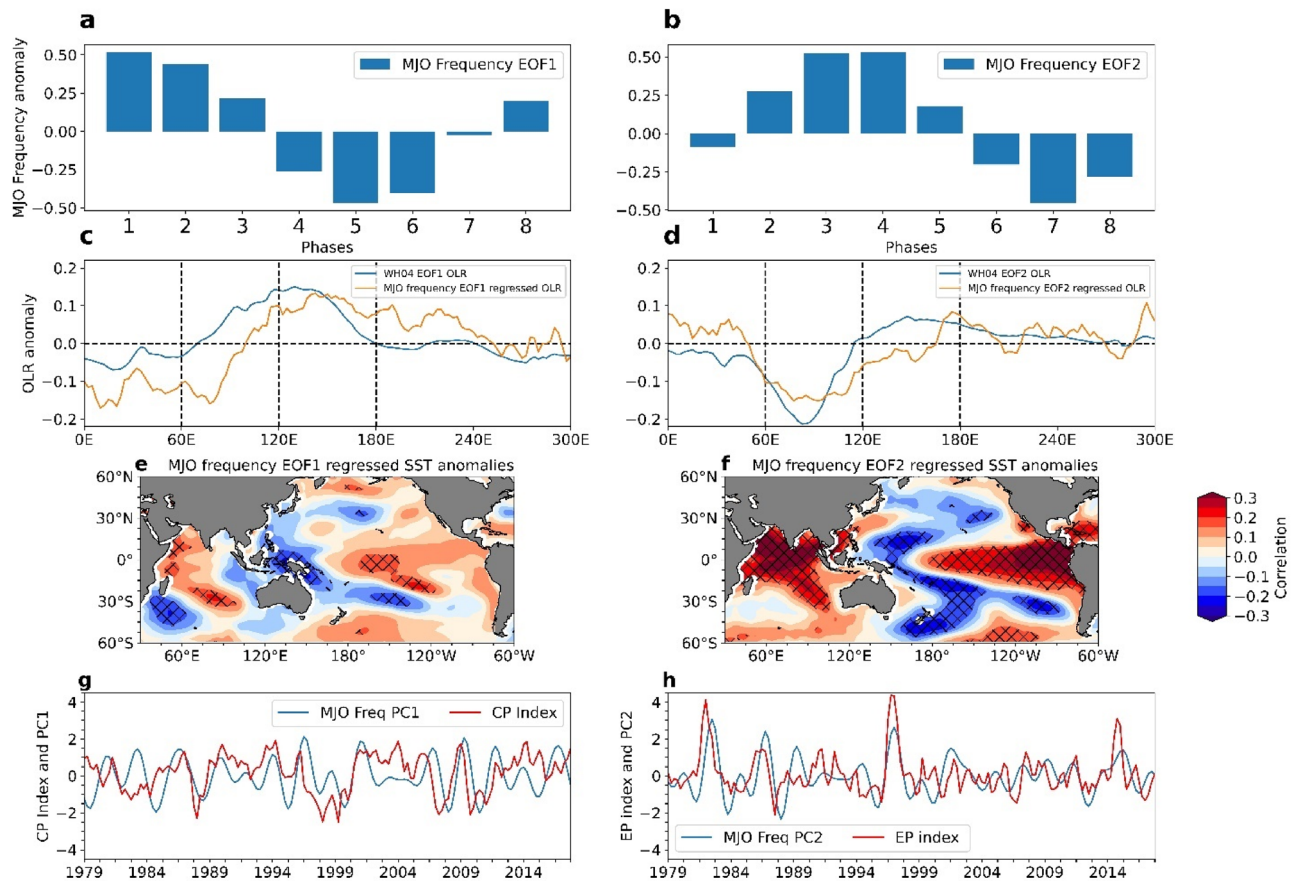 a
MJO Frequency anomaly
0.50
0.25
0.00
−0.25
−0.50
MJO Frequency EOF1
1 2 3 4 5 6 7 8
Phases
b
0.50
0.25
0.00
−0.25
−0.50
MJO Frequency EOF2
1 2 3 4 5 6 7 8
Phases
c
OLR anomaly
0.2
0.1
0.0
−0.1
−0.2
WH04 EOF1 OLR
MJO frequency EOF1 regressed OLR
0E 60E 120E 180E 240E 300E
d
0.2
0.1
0.0
−0.1
−0.2
WH04 EOF2 OLR
MJO frequency EOF2 regressed OLR
0E 60E 120E 180E 240E 300E
e
MJO frequency EOF1 regressed SST anomalies
60°N
30°N
0°
30°S
60°S
60°E 120°E 180° 120°W 60°W
f
MJO frequency EOF2 regressed SST anomalies
60°N
30°N
0°
30°S
60°S
60°E 120°E 180° 120°W 60°W
0.3
0.2
0.1
0.0
−0.1
−0.2
−0.3
Correlation
g
CP Index and PC1
4
2
0
−2
−4
MJO Freq PC1
CP Index
1979 1984 1989 1994 1999 2004 2009 2014
h
EP index and PC2
4
2
0
−2
−4
MJO Freq PC2
EP index
1979 1984 1989 1994 1999 2004 2009 2014